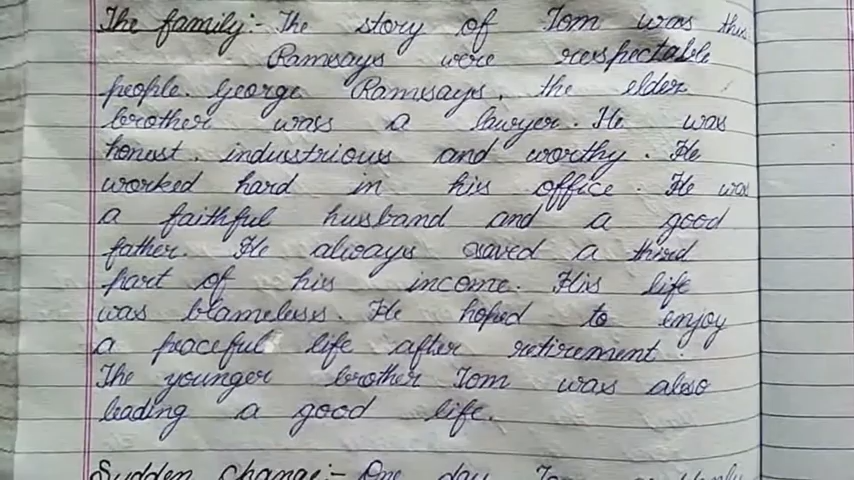 The family:- The story of Tom was this
Ramsays were respectable
people. George Ramsays, the elder
brother wass a lawyer. He was
honest, industrious and worthy. He
worked hard in his office. He was
a faithful husband and a good
father. He always saved a third
part of his income. His life
was blameless. He hoped to enjoy
a peaceful life after retirement.
The younger brother Tom was also
leading a good life.
Sudden change:- One day Tom